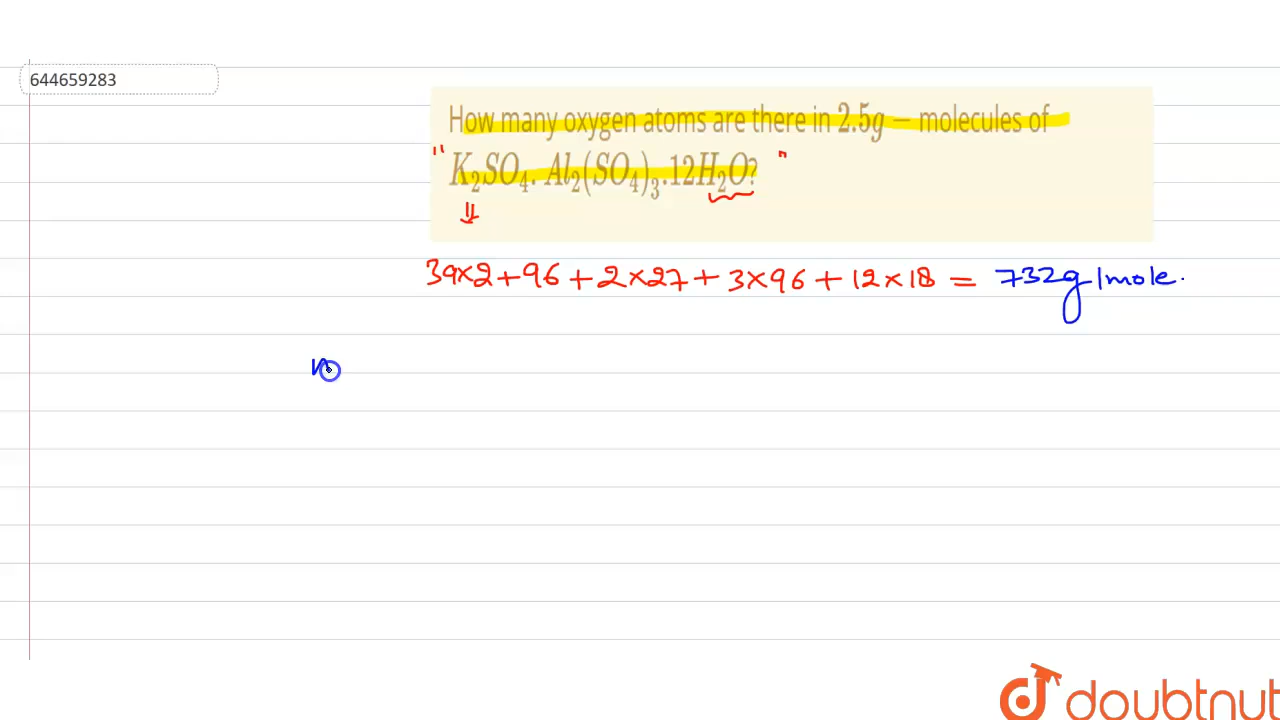 644659283
How many oxygen atoms are there in 2.5g – molecules of
" K₂SO₄. Al₂(SO₄)₃.12H₂O? "
39×2+96+2×27+3×96+12×18 = 732g/mole.
n
doubtnut